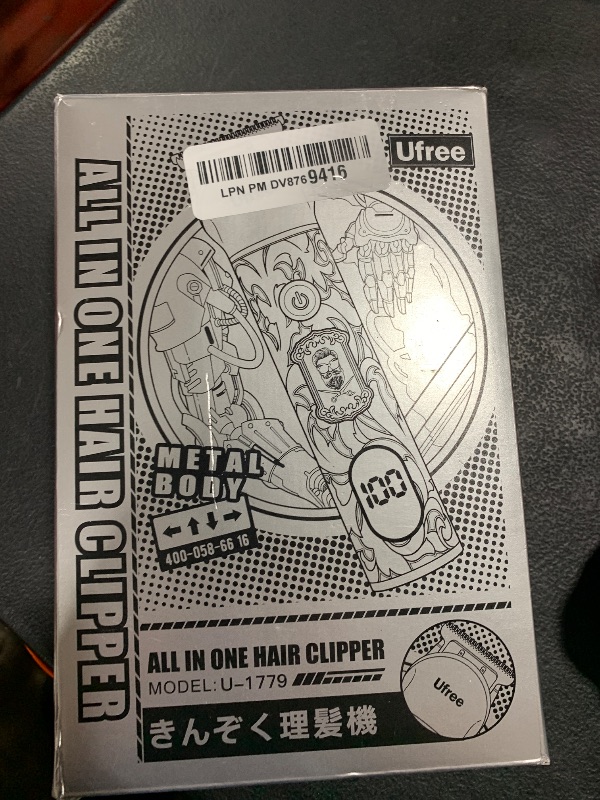 LPN PM DV8769416
Ufree
ALL IN ONE HAIR CLIPPER
100
METAL
BODY
400-058-66 16
ALL IN ONE HAIR CLIPPER
MODEL: U-1779
きんぞく理髪機
Ufree